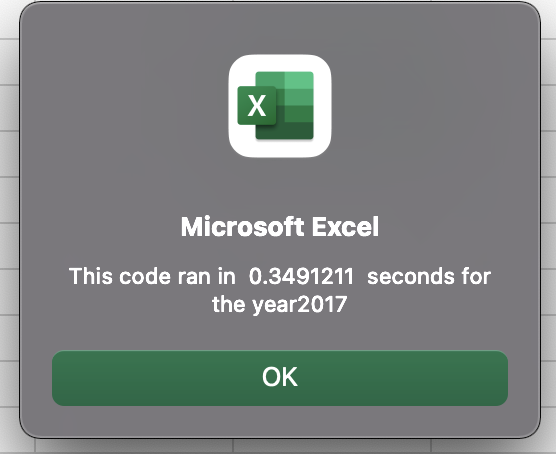 X
Microsoft Excel
This code ran in  0.3491211  seconds for
the year2017
OK